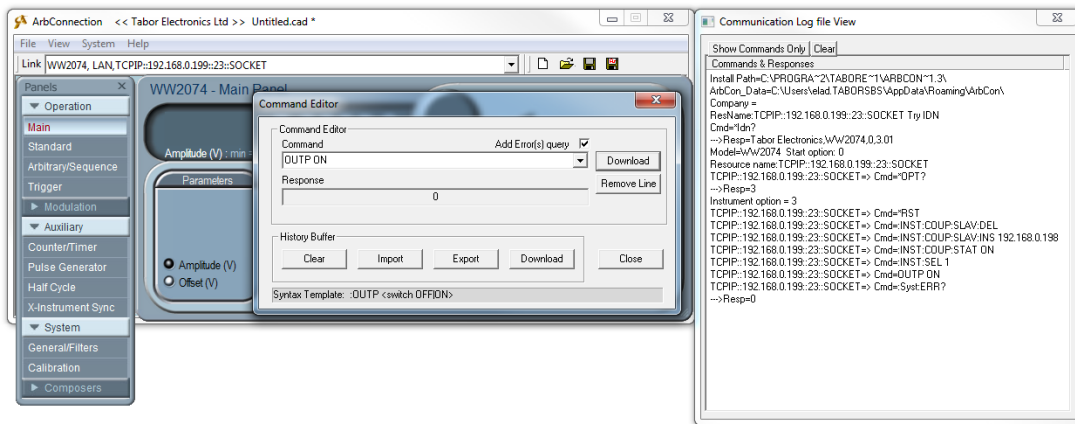 ArbConnection << Tabor Electronics Ltd >> Untitled.cad *
File View System Help
Link WW2074, LAN,TCPIP::192.168.0.199::23::SOCKET
Panels
Operation
Main
Standard
Arbitrary/Sequence
Trigger
Modulation
Auxiliary
Counter/Timer
Pulse Generator
Half Cycle
X-Instrument Sync
System
General/Filters
Calibration
Composers
WW2074 - Main Panel
Amplitude (V) : min =
Parameters
Amplitude (V)
Offset (V)
Command Editor
Command Editor
Command
Add Error(s) query
OUTP ON
Download
Response
Remove Line
0
History Buffer
Clear Import Export Download Close
Syntax Template: :OUTP <switch OFF|ON>
Communication Log file View
Show Commands Only Clear
Commands & Responses
Install Path=C:\PROGRA~2\TABORE~1\ARBCON~1.3\
ArbCon_Data=C:\Users\elad.TABORSBS\AppData\Roaming\ArbCon\
Company =
ResName:TCPIP::192.168.0.199::23::SOCKET Try IDN
Cmd=*Idn?
--->Resp=Tabor Electronics,WW2074,0,3.01
Model=WW2074 Start option: 0
Resource name:TCPIP::192.168.0.199::23::SOCKET
TCPIP::192.168.0.199::23::SOCKET=> Cmd=*OPT?
--->Resp=3
Instrument option = 3
TCPIP::192.168.0.199::23::SOCKET=> Cmd=*RST
TCPIP::192.168.0.199::23::SOCKET=> Cmd=:INST:COUP:SLAV:DEL
TCPIP::192.168.0.199::23::SOCKET=> Cmd=:INST:COUP:SLAV:INS 192.168.0.198
TCPIP::192.168.0.199::23::SOCKET=> Cmd=:INST:COUP:STAT ON
TCPIP::192.168.0.199::23::SOCKET=> Cmd=:INST:SEL 1
TCPIP::192.168.0.199::23::SOCKET=> Cmd=OUTP ON
TCPIP::192.168.0.199::23::SOCKET=> Cmd=:Syst:ERR?
--->Resp=0